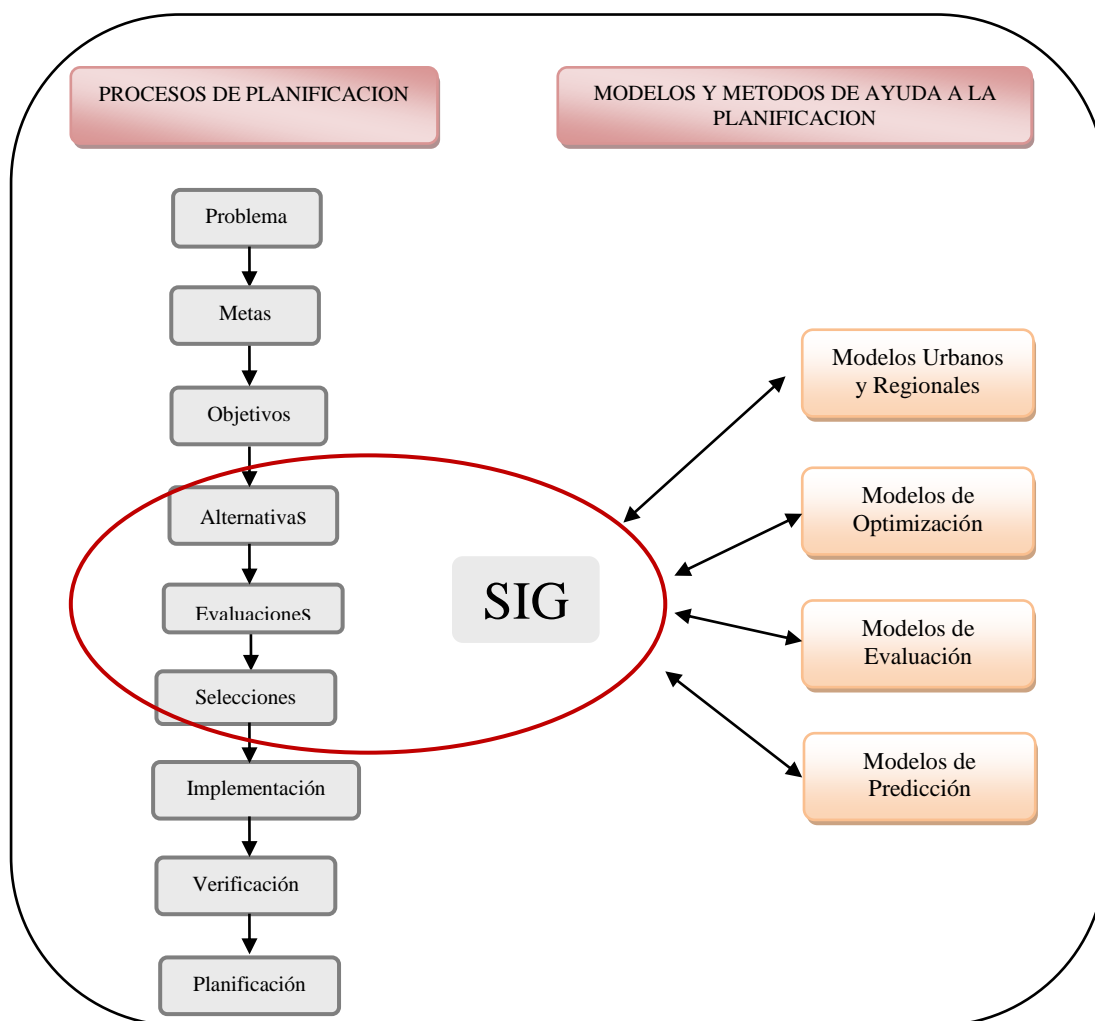 PROCESOS DE PLANIFICACION
MODELOS Y METODOS DE AYUDA A LA
PLANIFICACION
Problema
Metas
Objetivos
Alternativas
Evaluaciones
Selecciones
Implementación
Verificación
Planificación
SIG
Modelos Urbanos
y Regionales
Modelos de
Optimización
Modelos de
Evaluación
Modelos de
Predicción